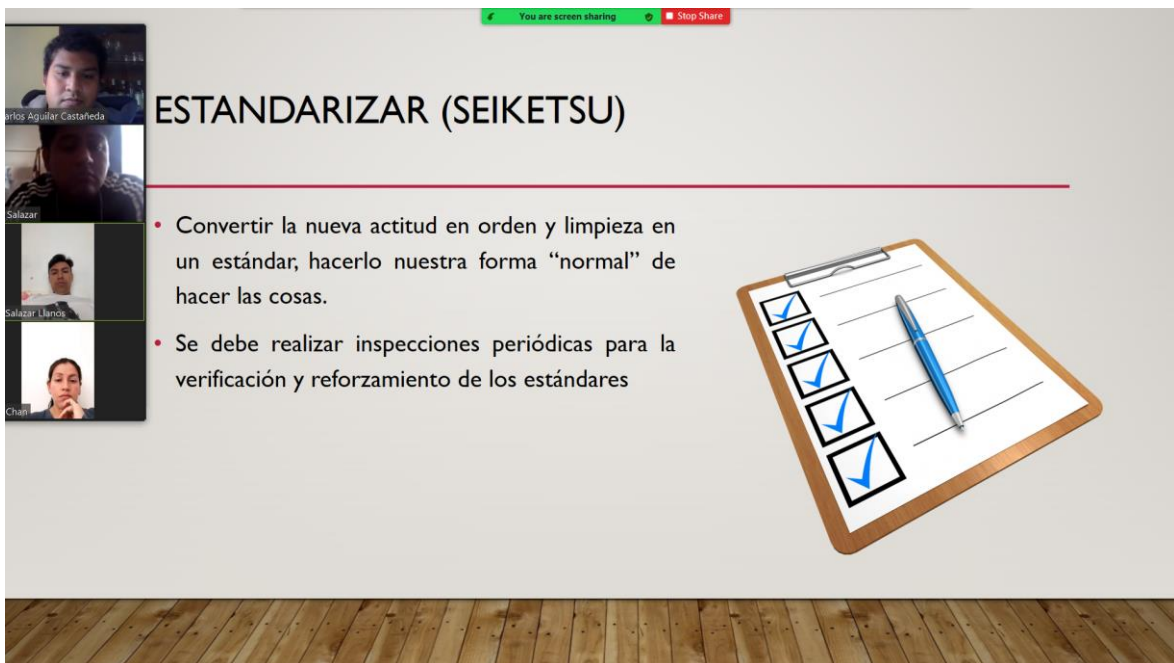 You are screen sharing
Stop Share
arlos Aguilar Castañeda
Salazar
Salazar Llanos
Chan
ESTANDARIZAR (SEIKETSU)
• Convertir la nueva actitud en orden y limpieza en
un estándar, hacerlo nuestra forma “normal” de
hacer las cosas.
• Se debe realizar inspecciones periódicas para la
verificación y reforzamiento de los estándares